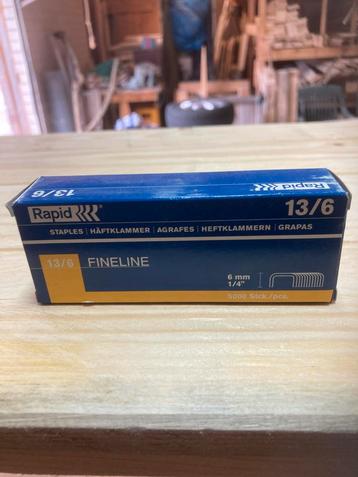 13/6
Rapid
Rapid
13/6
STAPLES | HÄFTKLAMMER | AGRAFES | HEFTKLAMMERN | GRAPAS
13/6
FINELINE
6 mm
1/4"
5000 Stck./pcs.